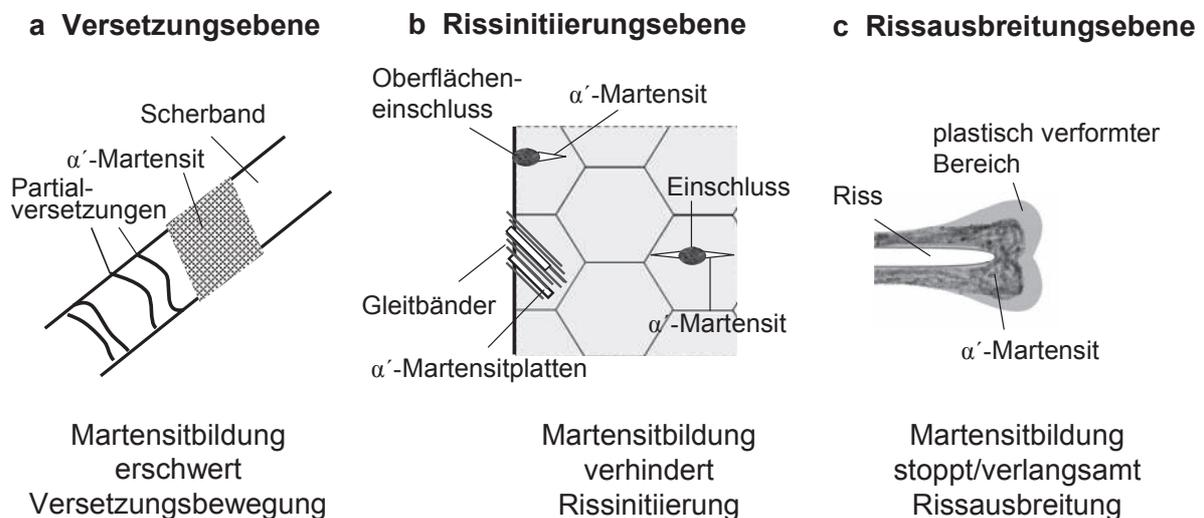 a Versetzungsebene
Scherband
α´-Martensit
Partial-
versetzungen
Martensitbildung
erschwert
Versetzungsbewegung
b Rissinitiierungsebene
Oberflächen-
einschluss
α´-Martensit
Einschluss
Gleitbänder
α´-Martensit
α´-Martensitplatten
Martensitbildung
verhindert
Rissinitiierung
c Rissausbreitungsebene
plastisch verformter
Bereich
Riss
α´-Martensit
Martensitbildung
stoppt/verlangsamt
Rissausbreitung